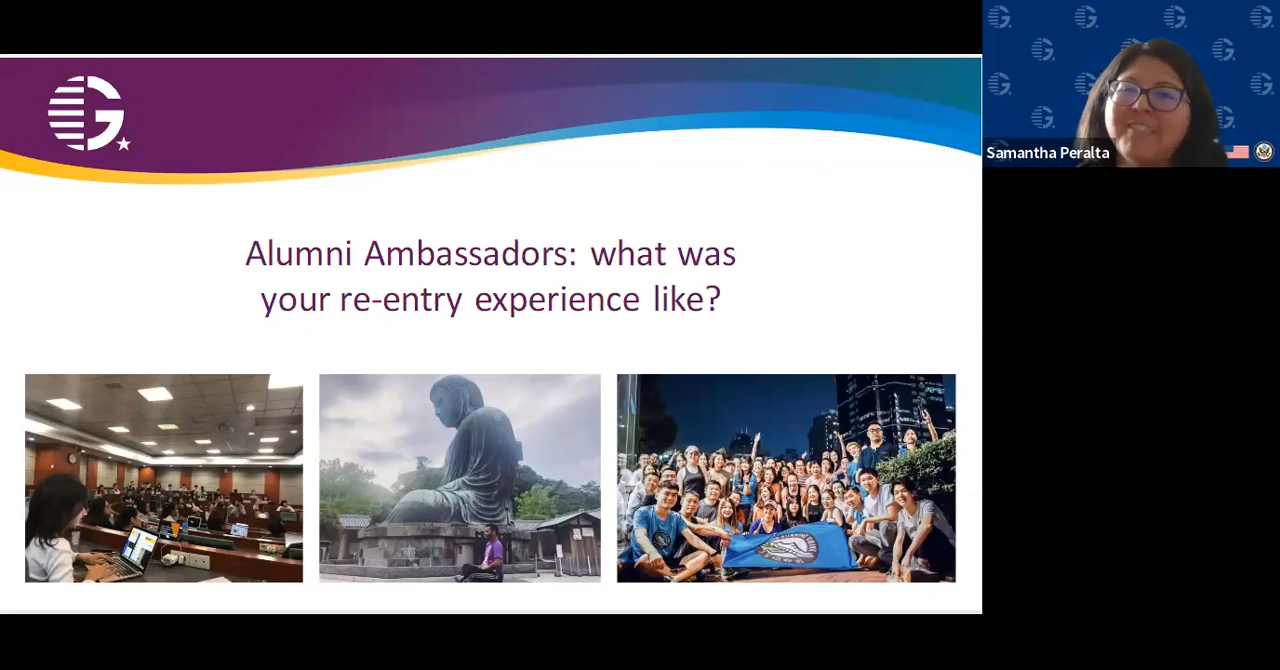 Alumni Ambassadors: what was
your re-entry experience like?
Samantha Peralta